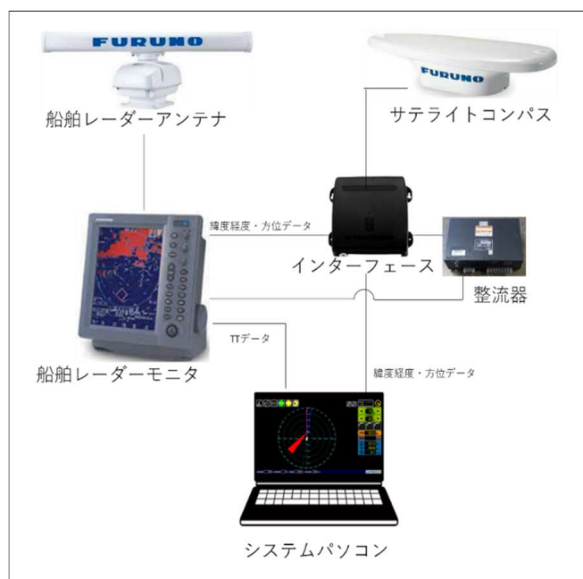 FURUNO
FURUNO
船舶レーダーアンテナ
サテライトコンパス
緯度経度・方位データ
インターフェース
整流器
TTデータ
船舶レーダーモニタ
緯度経度・方位データ
システムパソコン